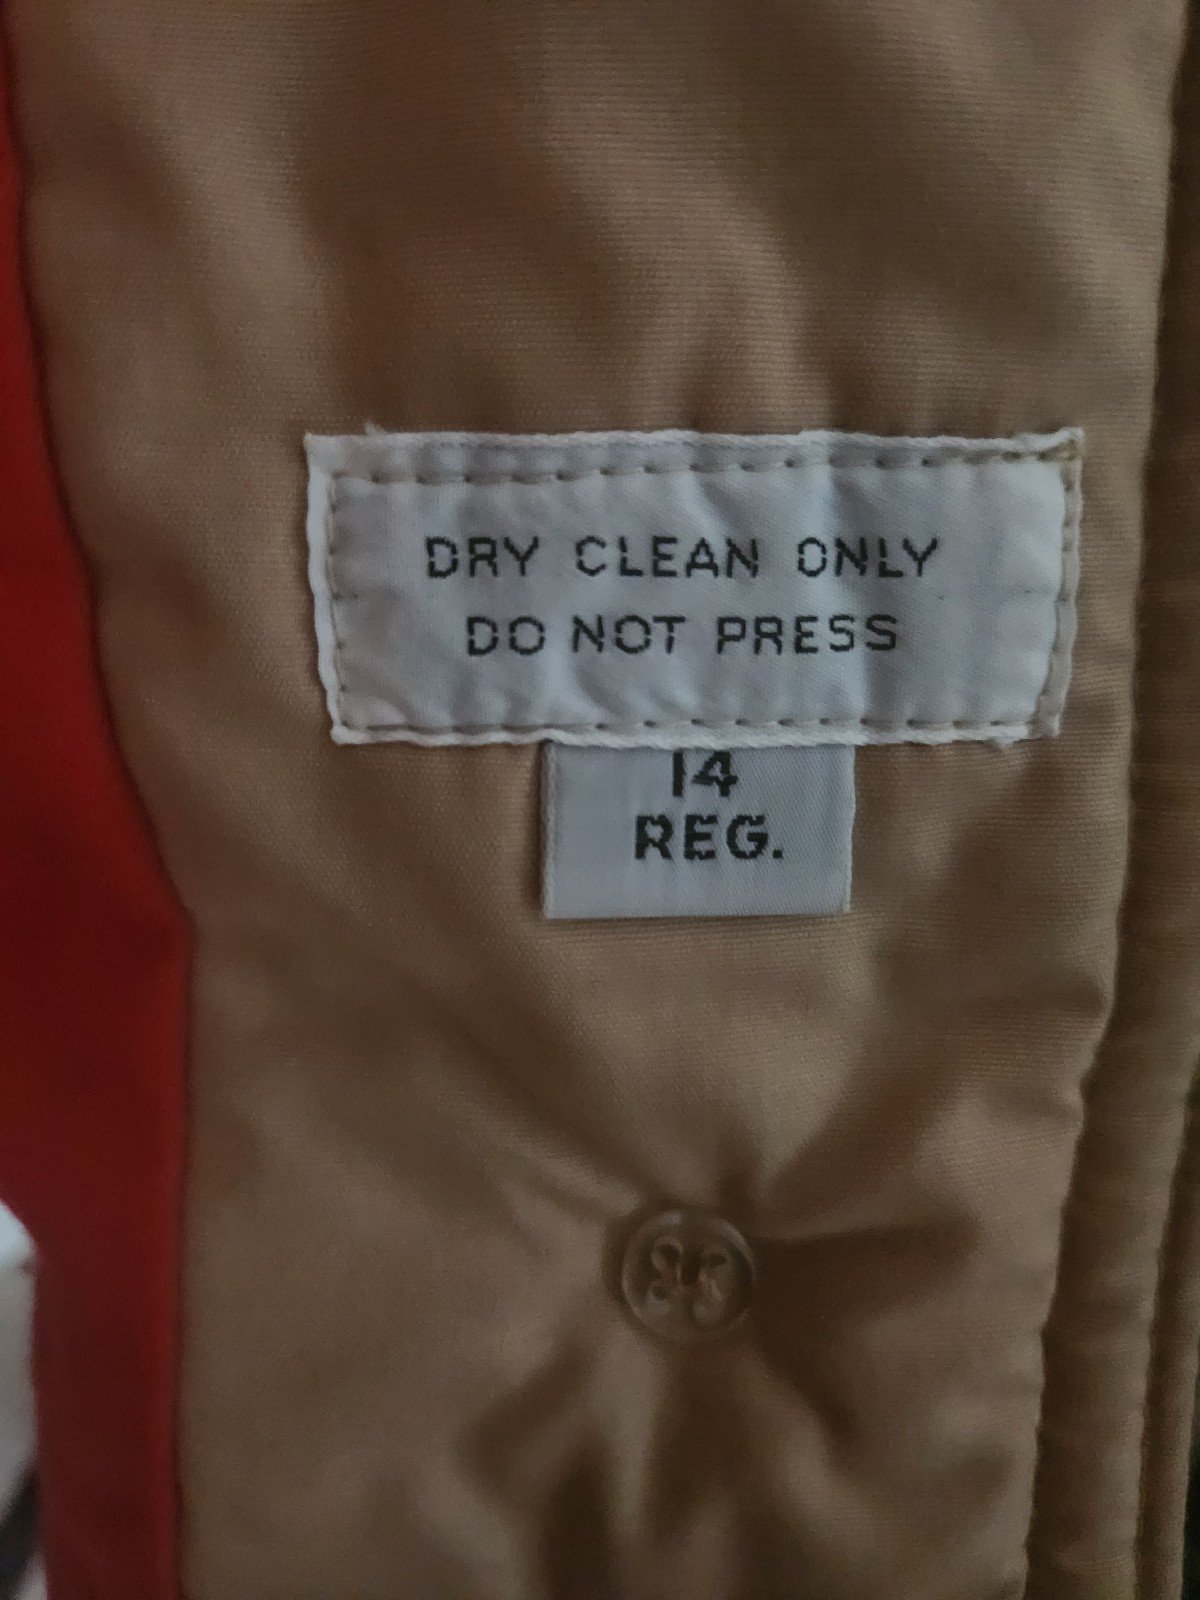 DRY CLEAN ONLY
DO NOT PRESS
14
REG.